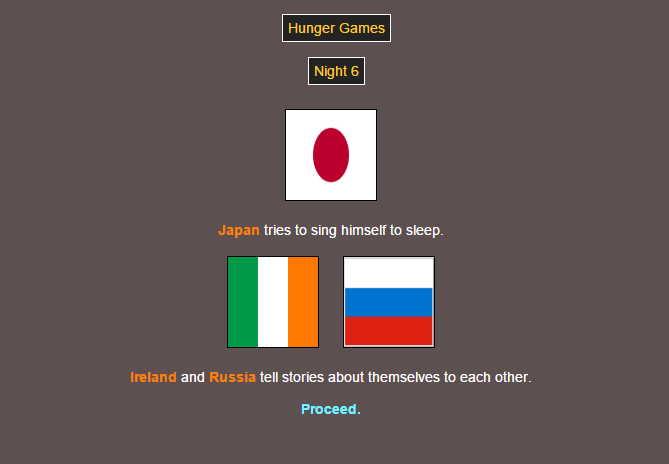 Hunger Games
Night 6
Japan tries to sing himself to sleep.
Ireland and Russia tell stories about themselves to each other.
Proceed.